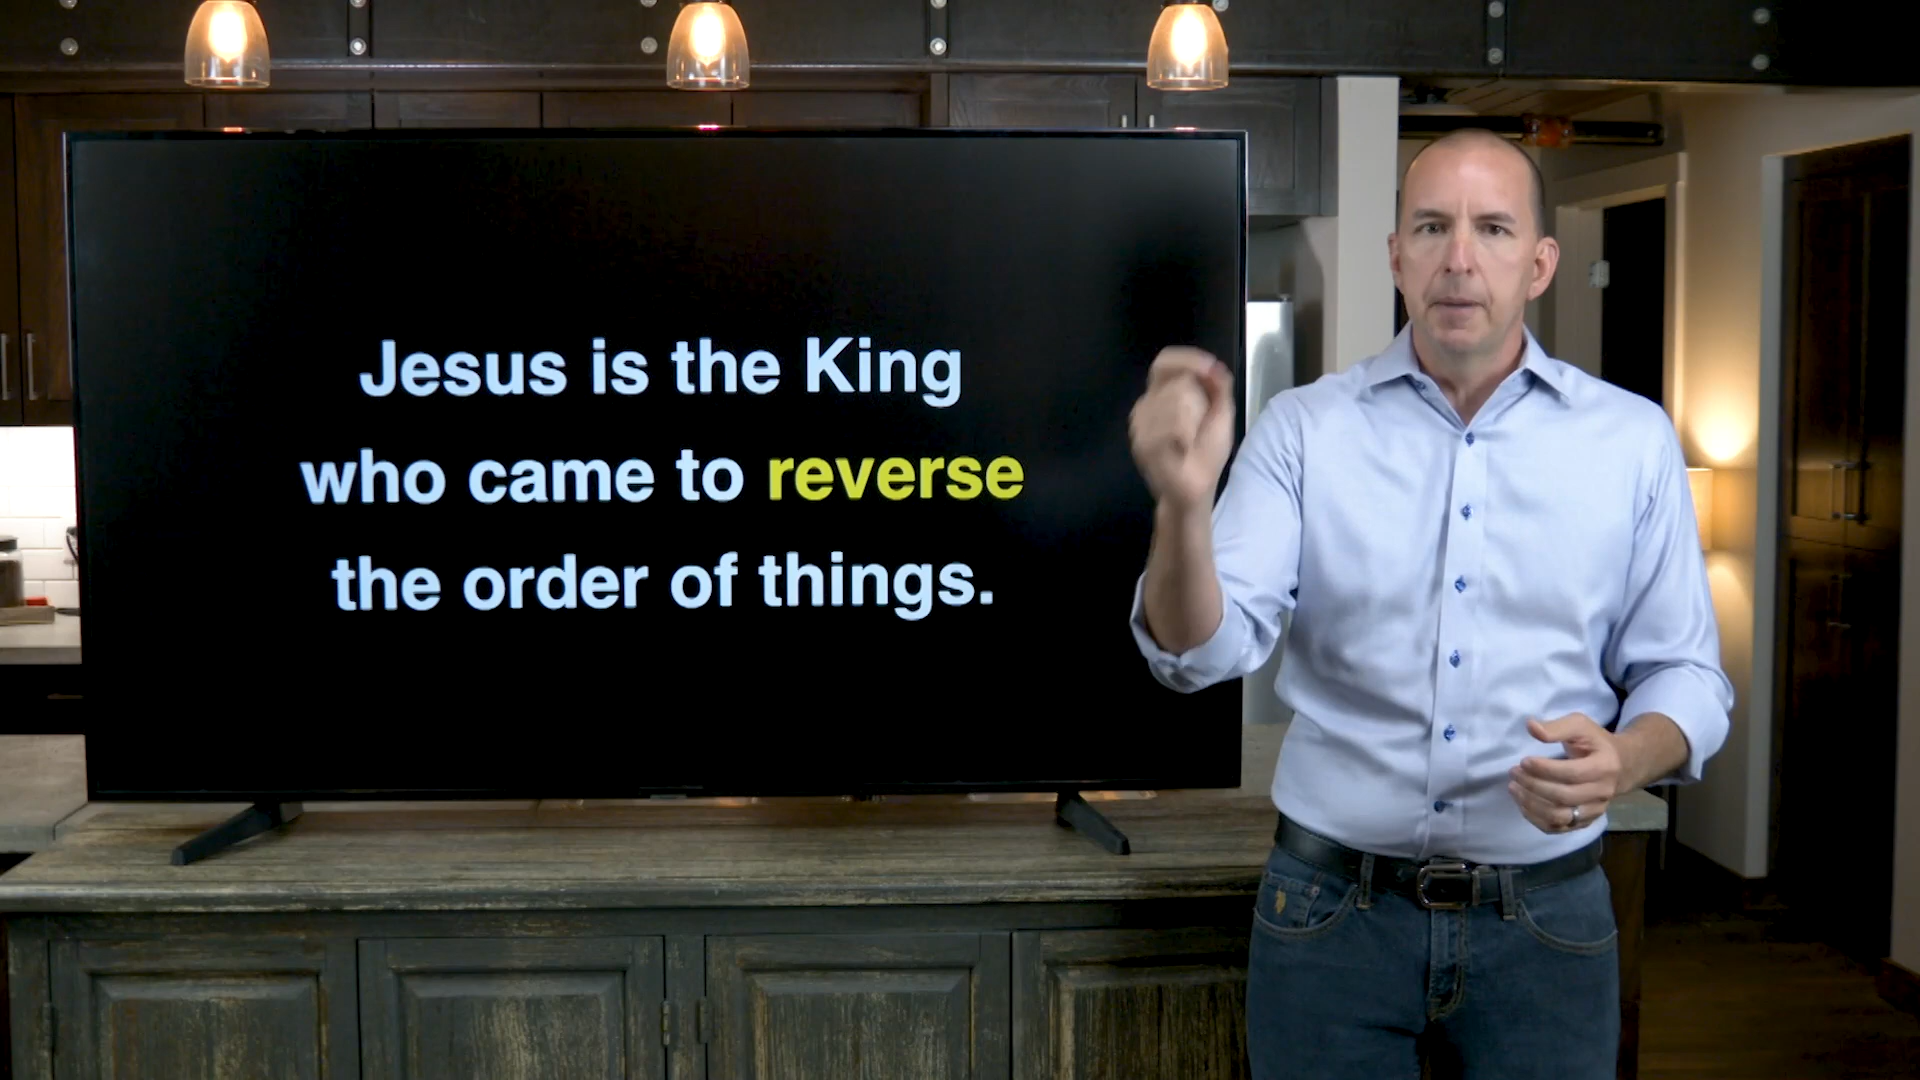 Jesus is the King
who came to reverse
the order of things.